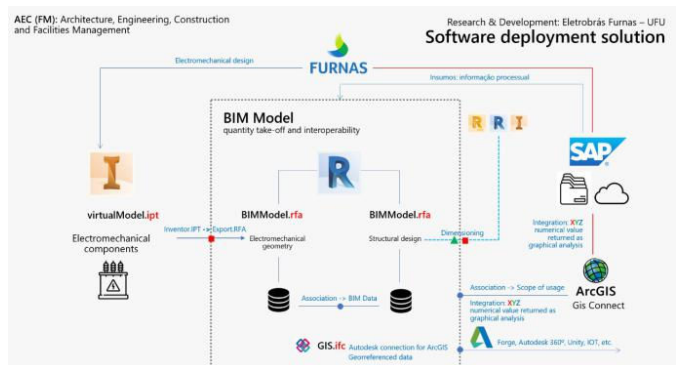 AEC (FM): Architecture, Engineering, Construction
and Facilities Management
Research & Development: Eletrobrás Furnas – UFU
Software deployment solution
Electromechanical design
FURNAS
Insumos: informação processual
BIM Model
quantity take-off and interoperability
R
R
I
I
R
SAP
virtualModel.ipt
BIMModel.rfa
BIMModel.rfa
Inventor.IPT -> Export.RFA
Electromechanical
geometry
Structural design
Dimensioning
Electromechanical
components
Integration: XYZ
numerical value
returned as
graphical analysis
ArcGIS
Gis Connect
Association -> BIM Data
Association -> Scope of usage
Integration: XYZ
numerical value returned as
graphical analysis
GIS.ifc
Autodesk connection for ArcGIS
Georreferenced data
Forge, Autodesk 360º, Unity, IOT, etc.